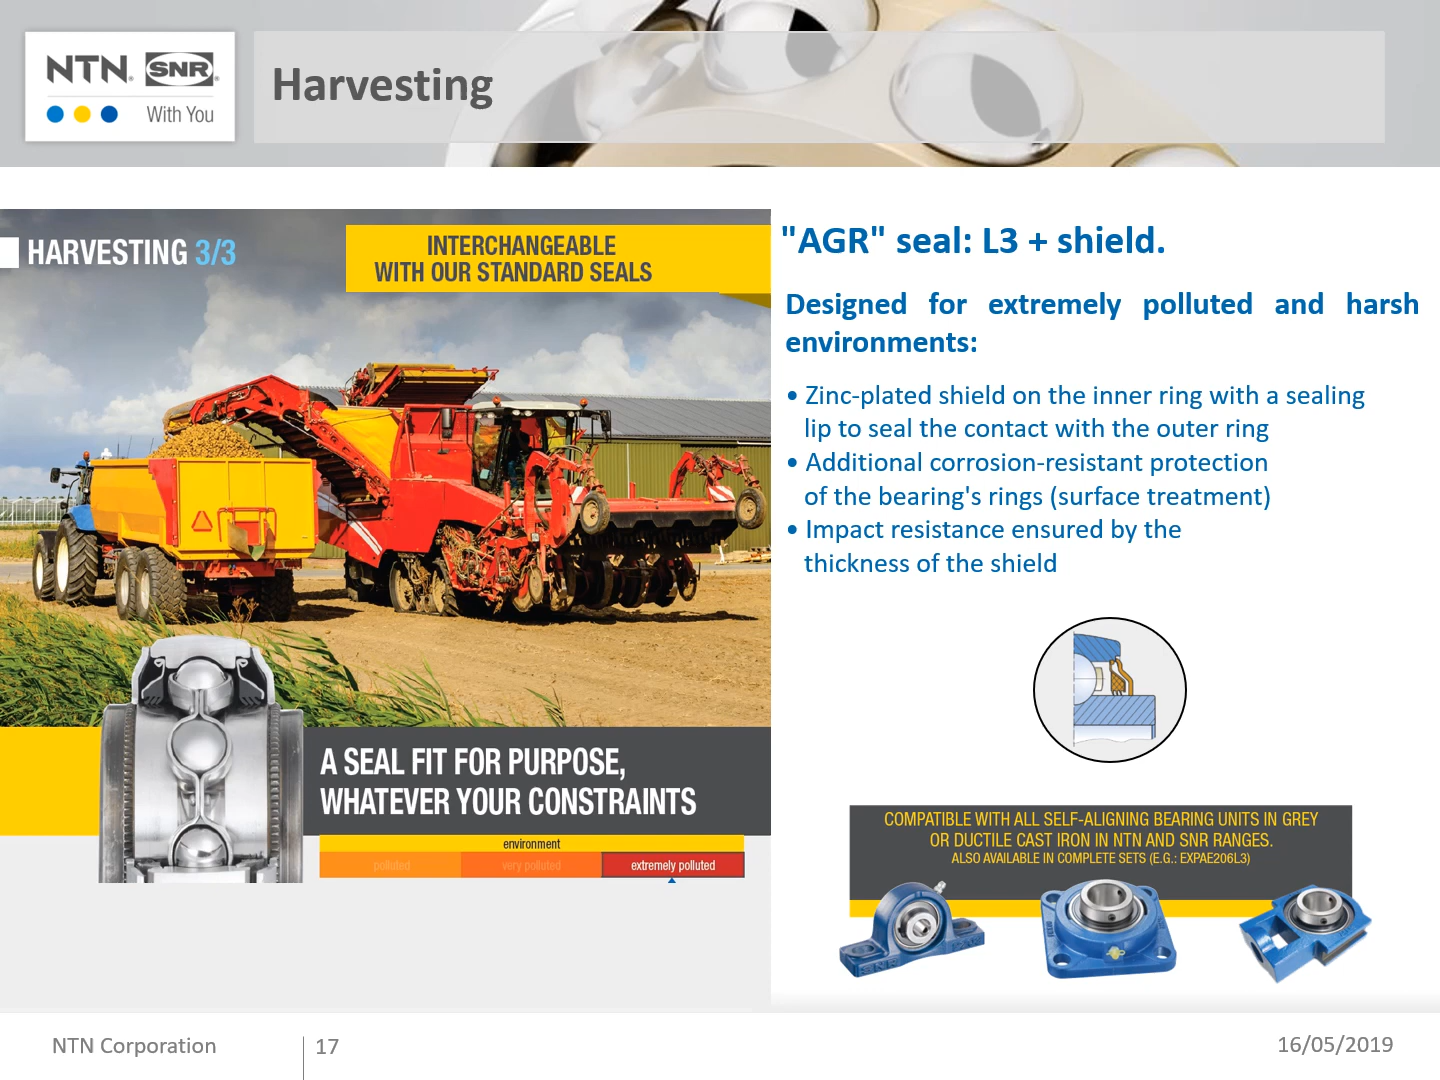 NTN SNR
With You
Harvesting
HARVESTING 3/3
INTERCHANGEABLE
WITH OUR STANDARD SEALS
A SEAL FIT FOR PURPOSE,
WHATEVER YOUR CONSTRAINTS
environment
polluted very polluted extremely polluted
"AGR" seal: L3 + shield.
Designed for extremely polluted and harsh
environments:
• Zinc-plated shield on the inner ring with a sealing
lip to seal the contact with the outer ring
• Additional corrosion-resistant protection
of the bearing's rings (surface treatment)
• Impact resistance ensured by the
thickness of the shield
COMPATIBLE WITH ALL SELF-ALIGNING BEARING UNITS IN GREY
OR DUCTILE CAST IRON IN NTN AND SNR RANGES.
ALSO AVAILABLE IN COMPLETE SETS (E.G.: EXPAE206L3)
SNR
NTN Corporation
17
16/05/2019